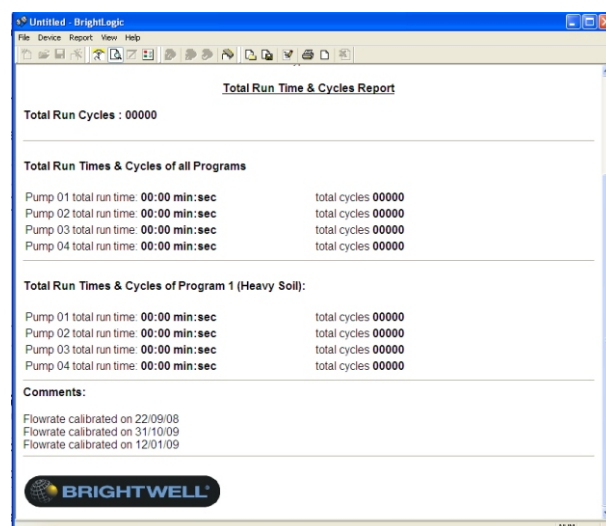 Untitled - BrightLogic
File Device Report View Help
Total Run Time & Cycles Report
Total Run Cycles : 00000
Total Run Times & Cycles of all Programs
Pump 01 total run time: 00:00 min:sec total cycles 00000
Pump 02 total run time: 00:00 min:sec total cycles 00000
Pump 03 total run time: 00:00 min:sec total cycles 00000
Pump 04 total run time: 00:00 min:sec total cycles 00000
Total Run Times & Cycles of Program 1 (Heavy Soil):
Pump 01 total run time: 00:00 min:sec total cycles 00000
Pump 02 total run time: 00:00 min:sec total cycles 00000
Pump 03 total run time: 00:00 min:sec total cycles 00000
Pump 04 total run time: 00:00 min:sec total cycles 00000
Comments:
Flowrate calibrated on 22/09/08
Flowrate calibrated on 31/10/09
Flowrate calibrated on 12/01/09
BRIGHTWELL